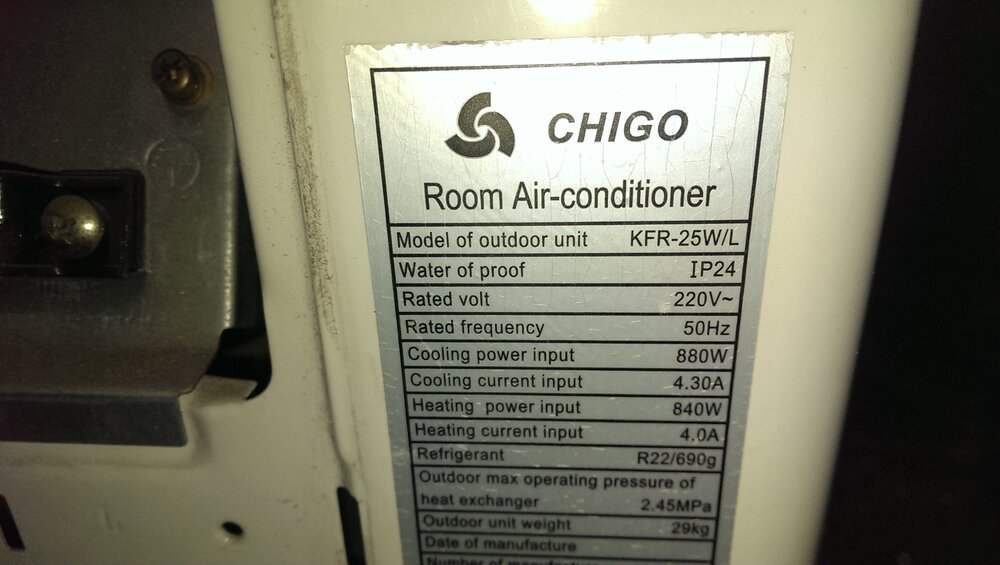 CHIGO
Room Air-conditioner
Model of outdoor unit KFR-25W/L
Water of proof IP24
Rated volt 220V~
Rated frequency 50Hz
Cooling power input 880W
Cooling current input 4.30A
Heating power input 840W
Heating current input 4.0A
Refrigerant R22/690g
Outdoor max operating pressure of
heat exchanger 2.45MPa
Outdoor unit weight 29kg
Date of manufacture
Number of